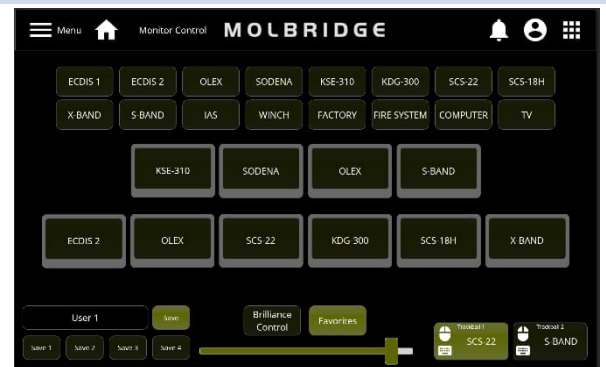 Menu Monitor Control MOLBRIDGE
ECDIS 1 ECDIS 2 OLEX SODENA KSE-310 KDG-300 SCS-22 SCS-18H
X-BAND S-BAND IAS WINCH FACTORY FIRE SYSTEM COMPUTER TV
KSE-310 SODENA OLEX S-BAND
ECDIS 2 OLEX SCS-22 KDG-300 SCS 18H X-BAND
User 1 Save Brilliance Control Favorites
Trackball 1 SCS-22 Trackball 2 S-BAND
Save 1 Save 2 Save 3 Save 4